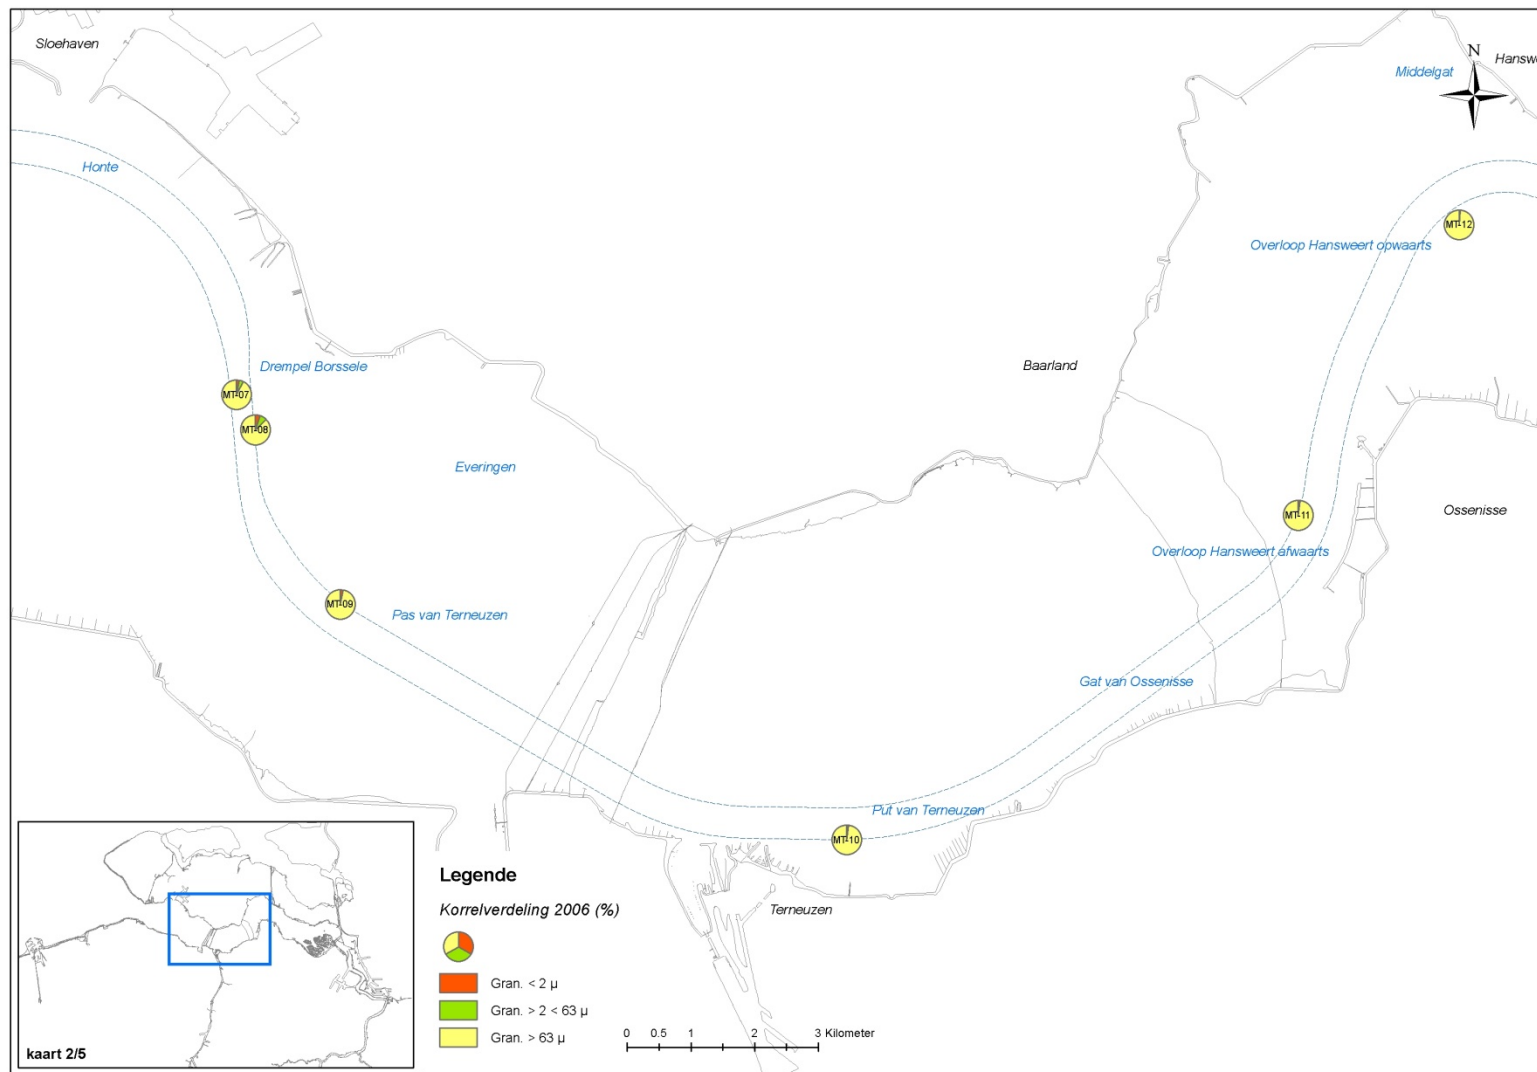 Sloehaven
N
Middelgat
Honte
MT-12
Overloop Hansweert opwaarts
Drempel Borssele
Baarland
MT-07
MT-08
Everingen
Ossenisse
MT-11
Overloop Hansweert afwaarts
MT-09
Pas van Terneuzen
Gat van Ossenisse
Put van Terneuzen
MT-10
Terneuzen
Legende
Korrelverdeling 2006 (%)
Gran. < 2 µ
Gran. > 2 < 63 µ
Gran. > 63 µ
0 0.5 1 2 3 Kilometer
kaart 2/5